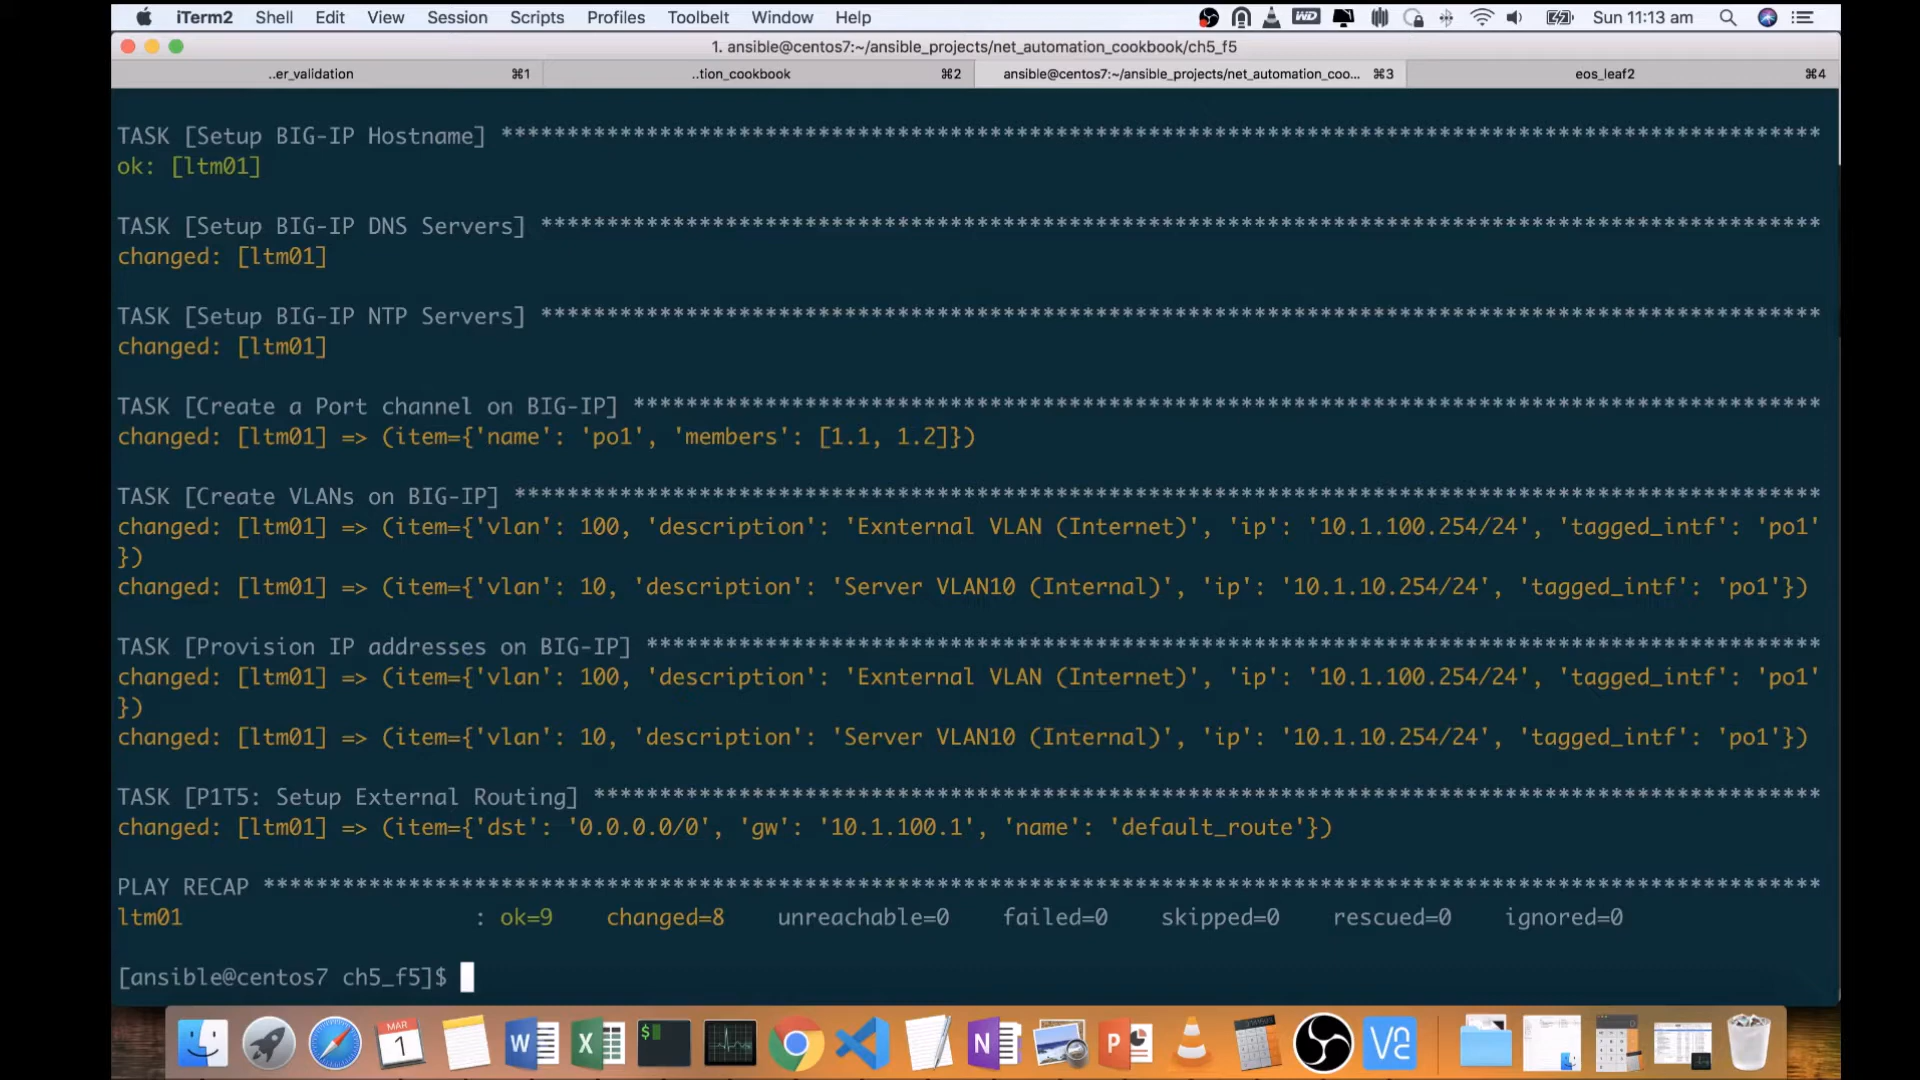 iTerm2 Shell Edit View Session Scripts Profiles Toolbelt Window Help WD Sun 11:13 am
1. ansible@centos7:~/ansible_projects/net_automation_cookbook/ch5_f5
..er_validation ⌘1 ..tion_cookbook ⌘2 ansible@centos7:~/ansible_projects/net_automation_coo... ⌘3 eos_leaf2 ⌘4
TASK [Setup BIG-IP Hostname] ****************************************************************************************************
ok: [ltm01]
TASK [Setup BIG-IP DNS Servers] *************************************************************************************************
changed: [ltm01]
TASK [Setup BIG-IP NTP Servers] *************************************************************************************************
changed: [ltm01]
TASK [Create a Port channel on BIG-IP] ******************************************************************************************
changed: [ltm01] => (item={'name': 'po1', 'members': [1.1, 1.2]})
TASK [Create VLANs on BIG-IP] ***************************************************************************************************
changed: [ltm01] => (item={'vlan': 100, 'description': 'Exnternal VLAN (Internet)', 'ip': '10.1.100.254/24', 'tagged_intf': 'po1'
})
changed: [ltm01] => (item={'vlan': 10, 'description': 'Server VLAN10 (Internal)', 'ip': '10.1.10.254/24', 'tagged_intf': 'po1'})
TASK [Provision IP addresses on BIG-IP] *****************************************************************************************
changed: [ltm01] => (item={'vlan': 100, 'description': 'Exnternal VLAN (Internet)', 'ip': '10.1.100.254/24', 'tagged_intf': 'po1'
})
changed: [ltm01] => (item={'vlan': 10, 'description': 'Server VLAN10 (Internal)', 'ip': '10.1.10.254/24', 'tagged_intf': 'po1'})
TASK [P1T5: Setup External Routing] *********************************************************************************************
changed: [ltm01] => (item={'dst': '0.0.0.0/0', 'gw': '10.1.100.1', 'name': 'default_route'})
PLAY RECAP **********************************************************************************************************************
ltm01 : ok=9 changed=8 unreachable=0 failed=0 skipped=0 rescued=0 ignored=0
[ansible@centos7 ch5_f5]$
MAR
1
W X $ N P V2